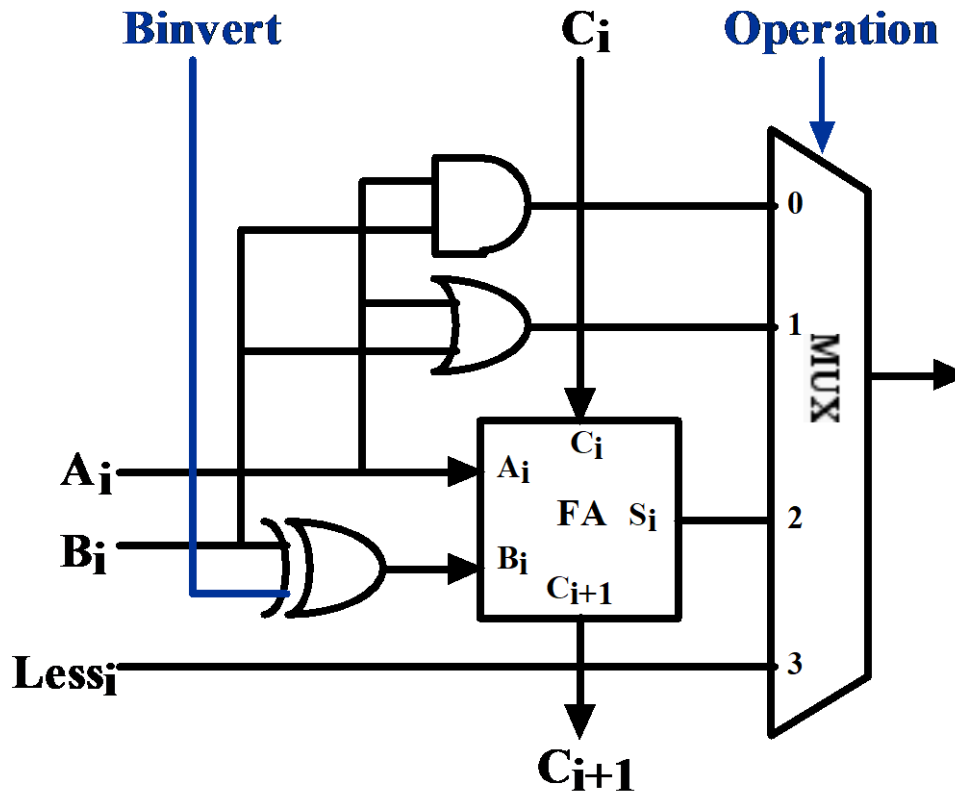 Binvert
Ci
Operation
0
1
MUX
Ai
Ci
Ai
FA
Si
2
Bi
Bi
Ci+1
Lessi
3
Ci+1